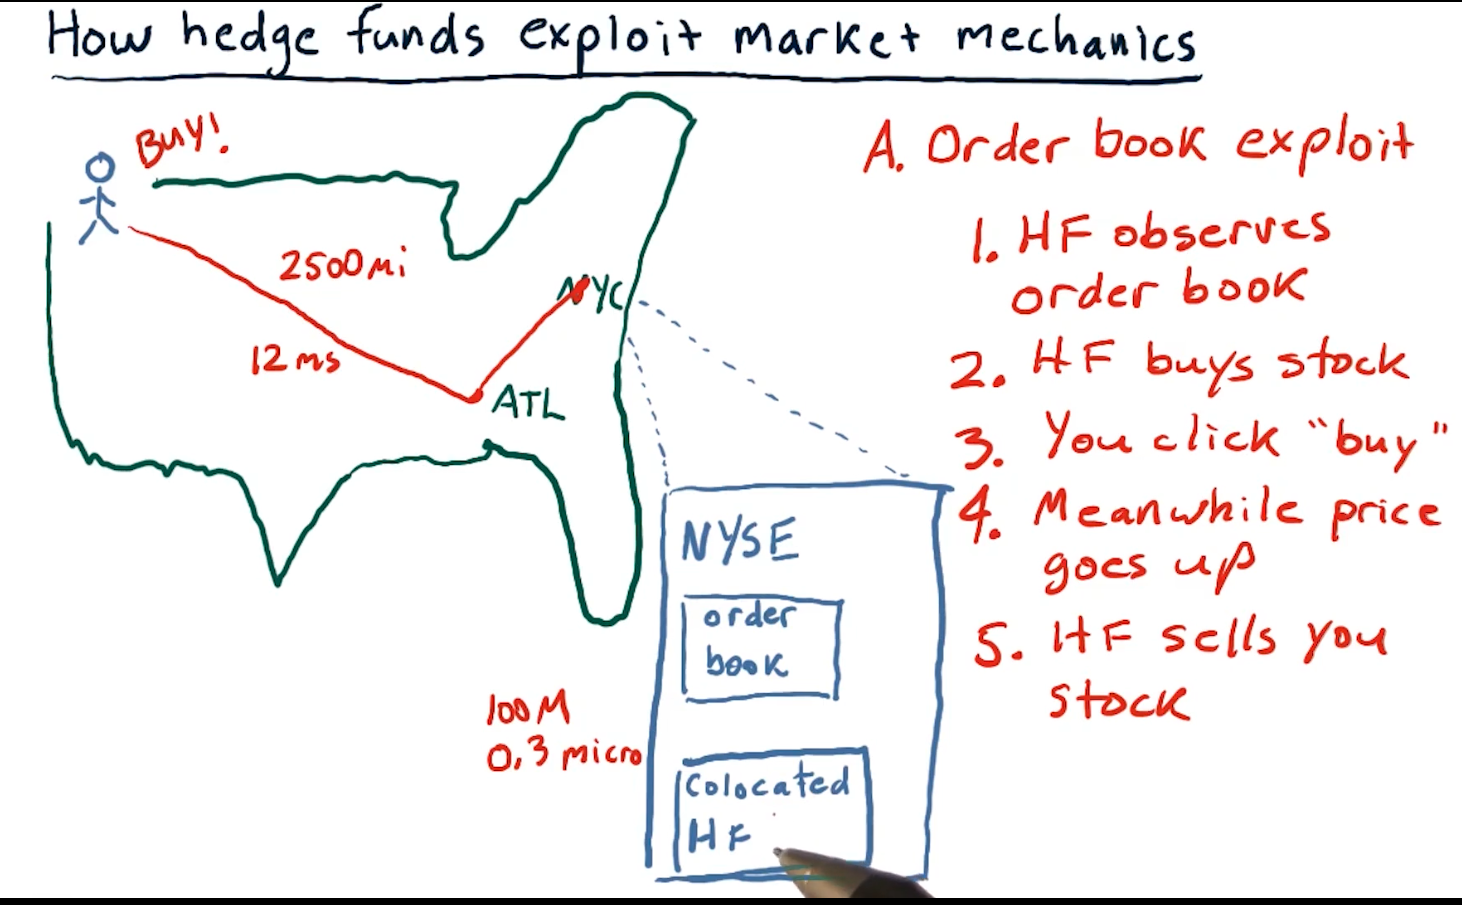 How hedge funds exploit market mechanics
BUY!
2500 mi
12 ms
NYC
ATL
NYSE
order
book
100 M
0.3 micro
Colocated
HF
A. Order book exploit
1. HF observes
order book
2. HF buys stock
3. You click "buy"
4. Meanwhile price
goes up
5. HF sells you
stock